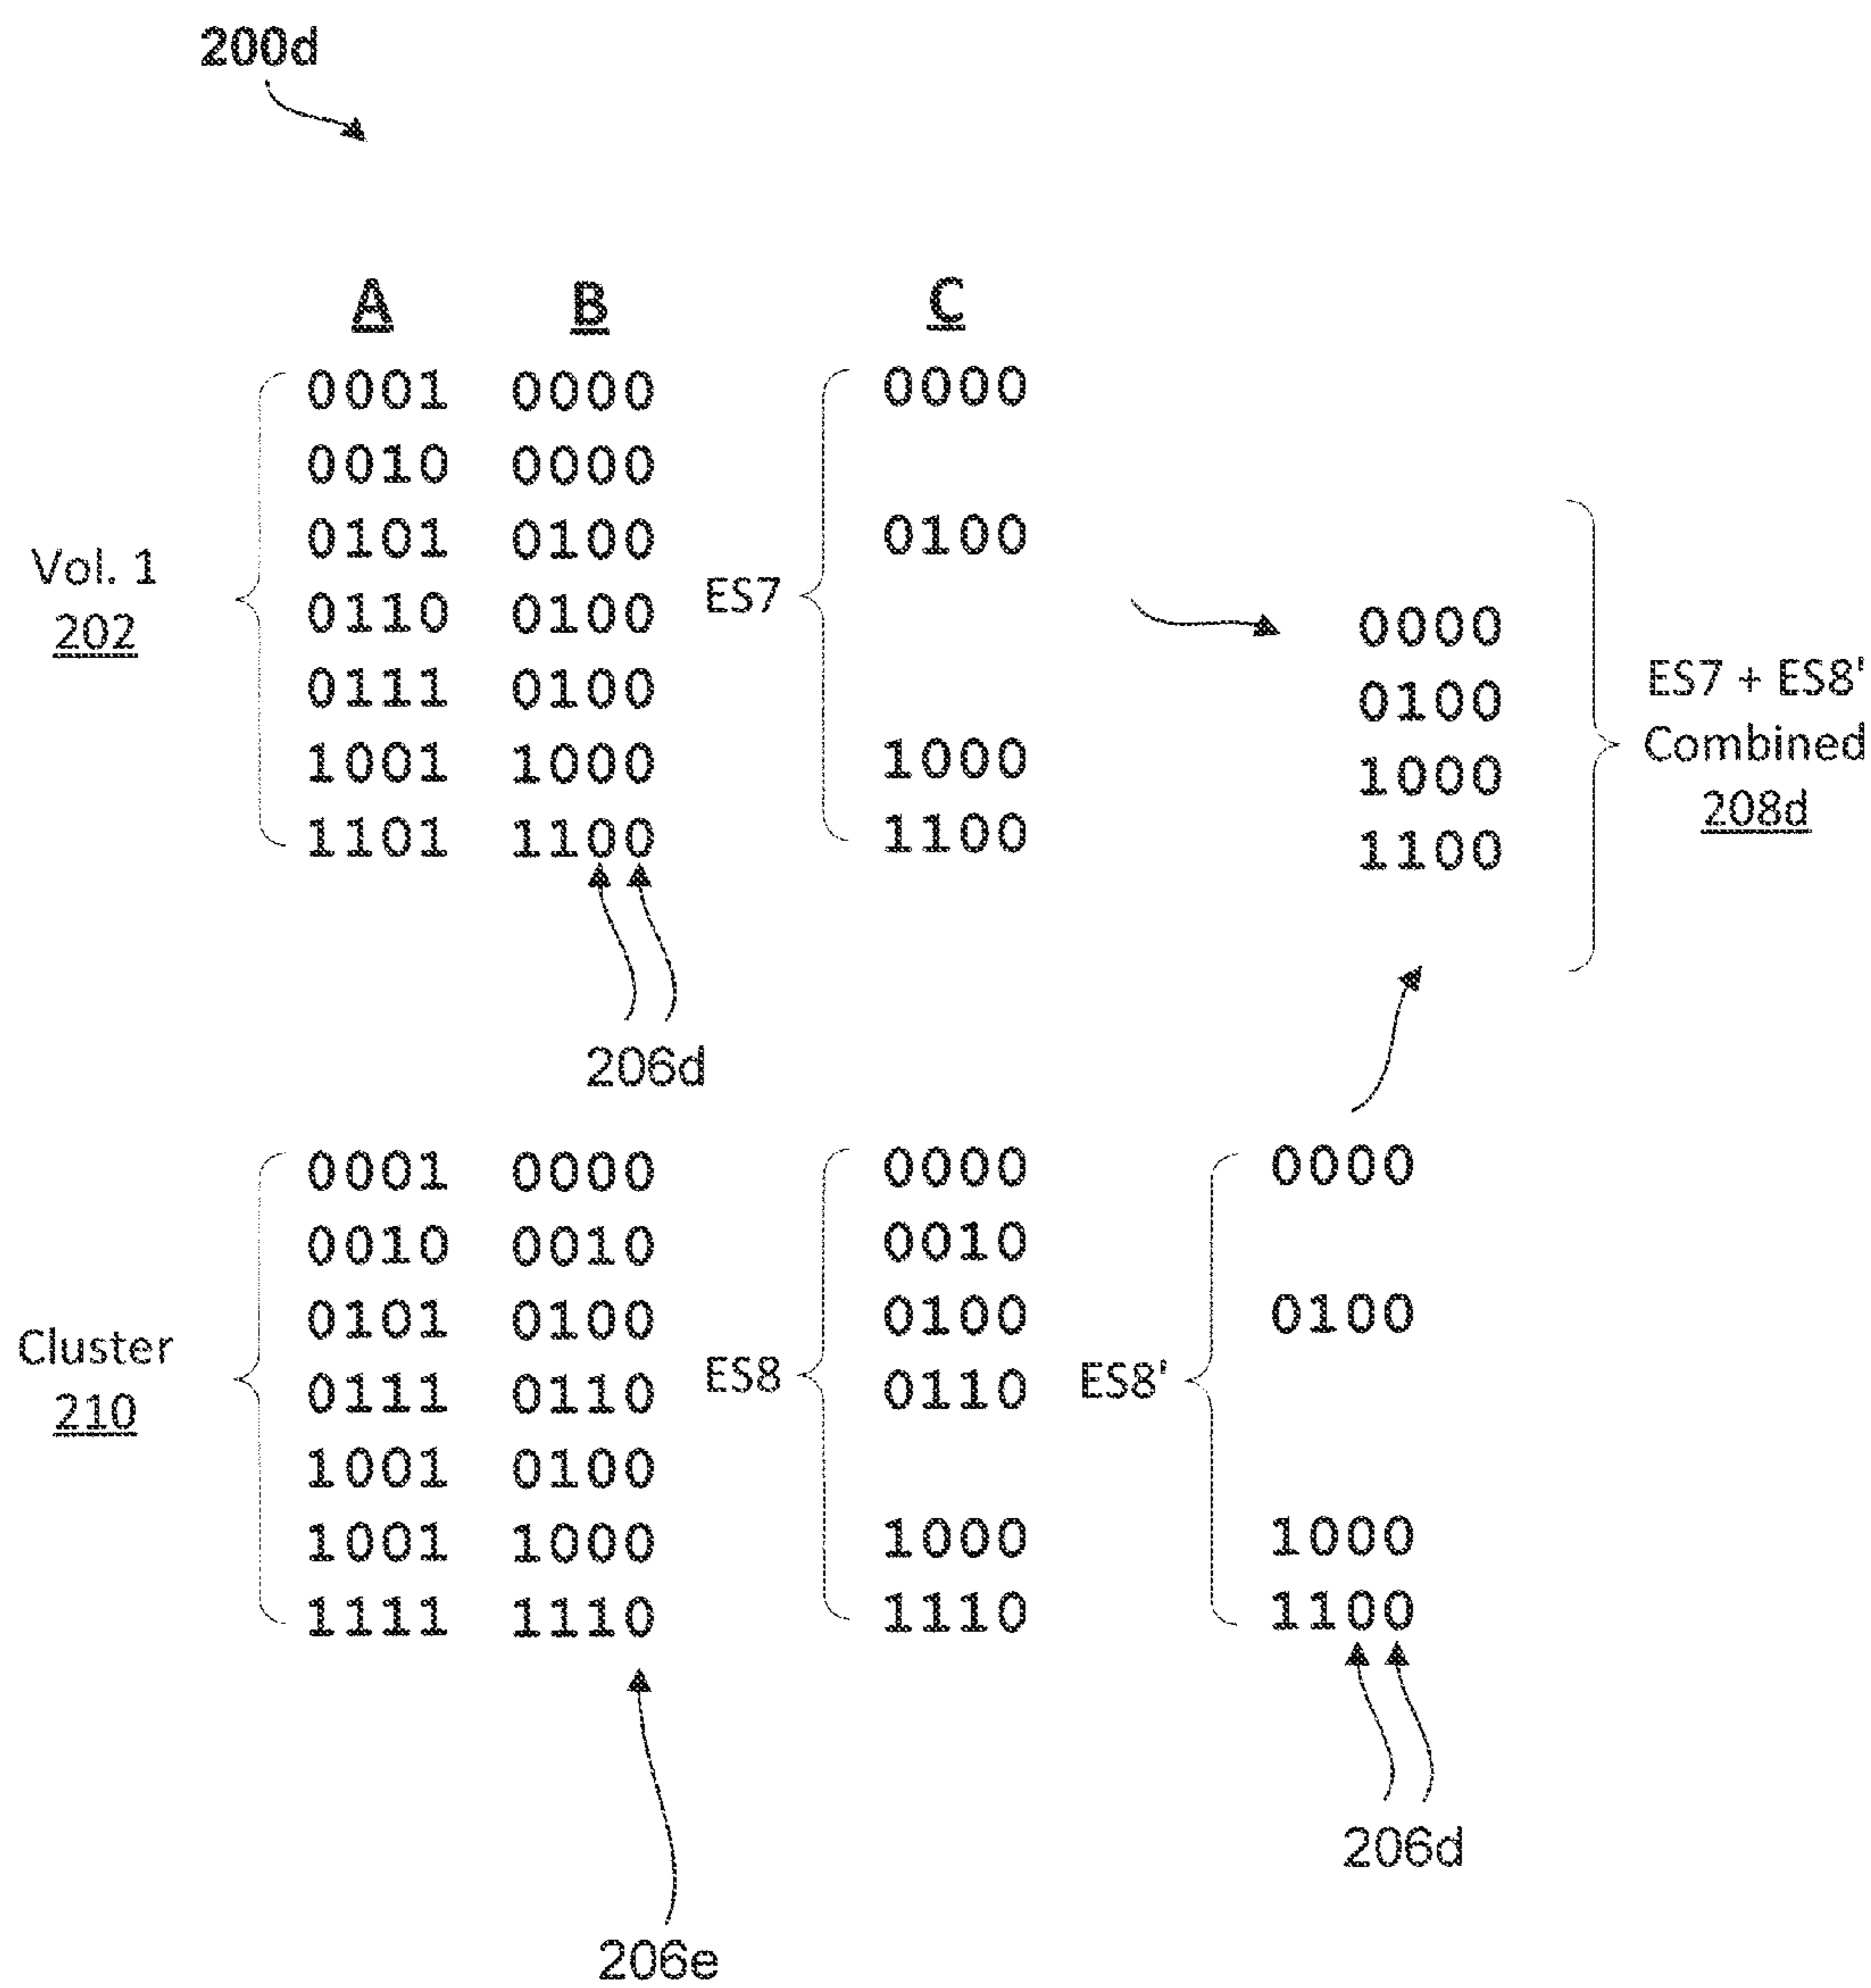 200d
A B C
0001 0000 0000
0010 0000
0101 0100 0100
Vol. 1
202
0110 0100
ES7
0111 0100
1001 1000 1000
1101 1100 1100
0000
0100
1000
1100
ES7 + ES8'
Combined
208d
206d
Cluster
210
0001 0000
0010 0010
0101 0100
0111 0110
1001 0100
1001 1000
1111 1110
ES8
0000
0010
0100
0110
1000
1110
ES8'
0000
0100
1000
1100
206d
206e